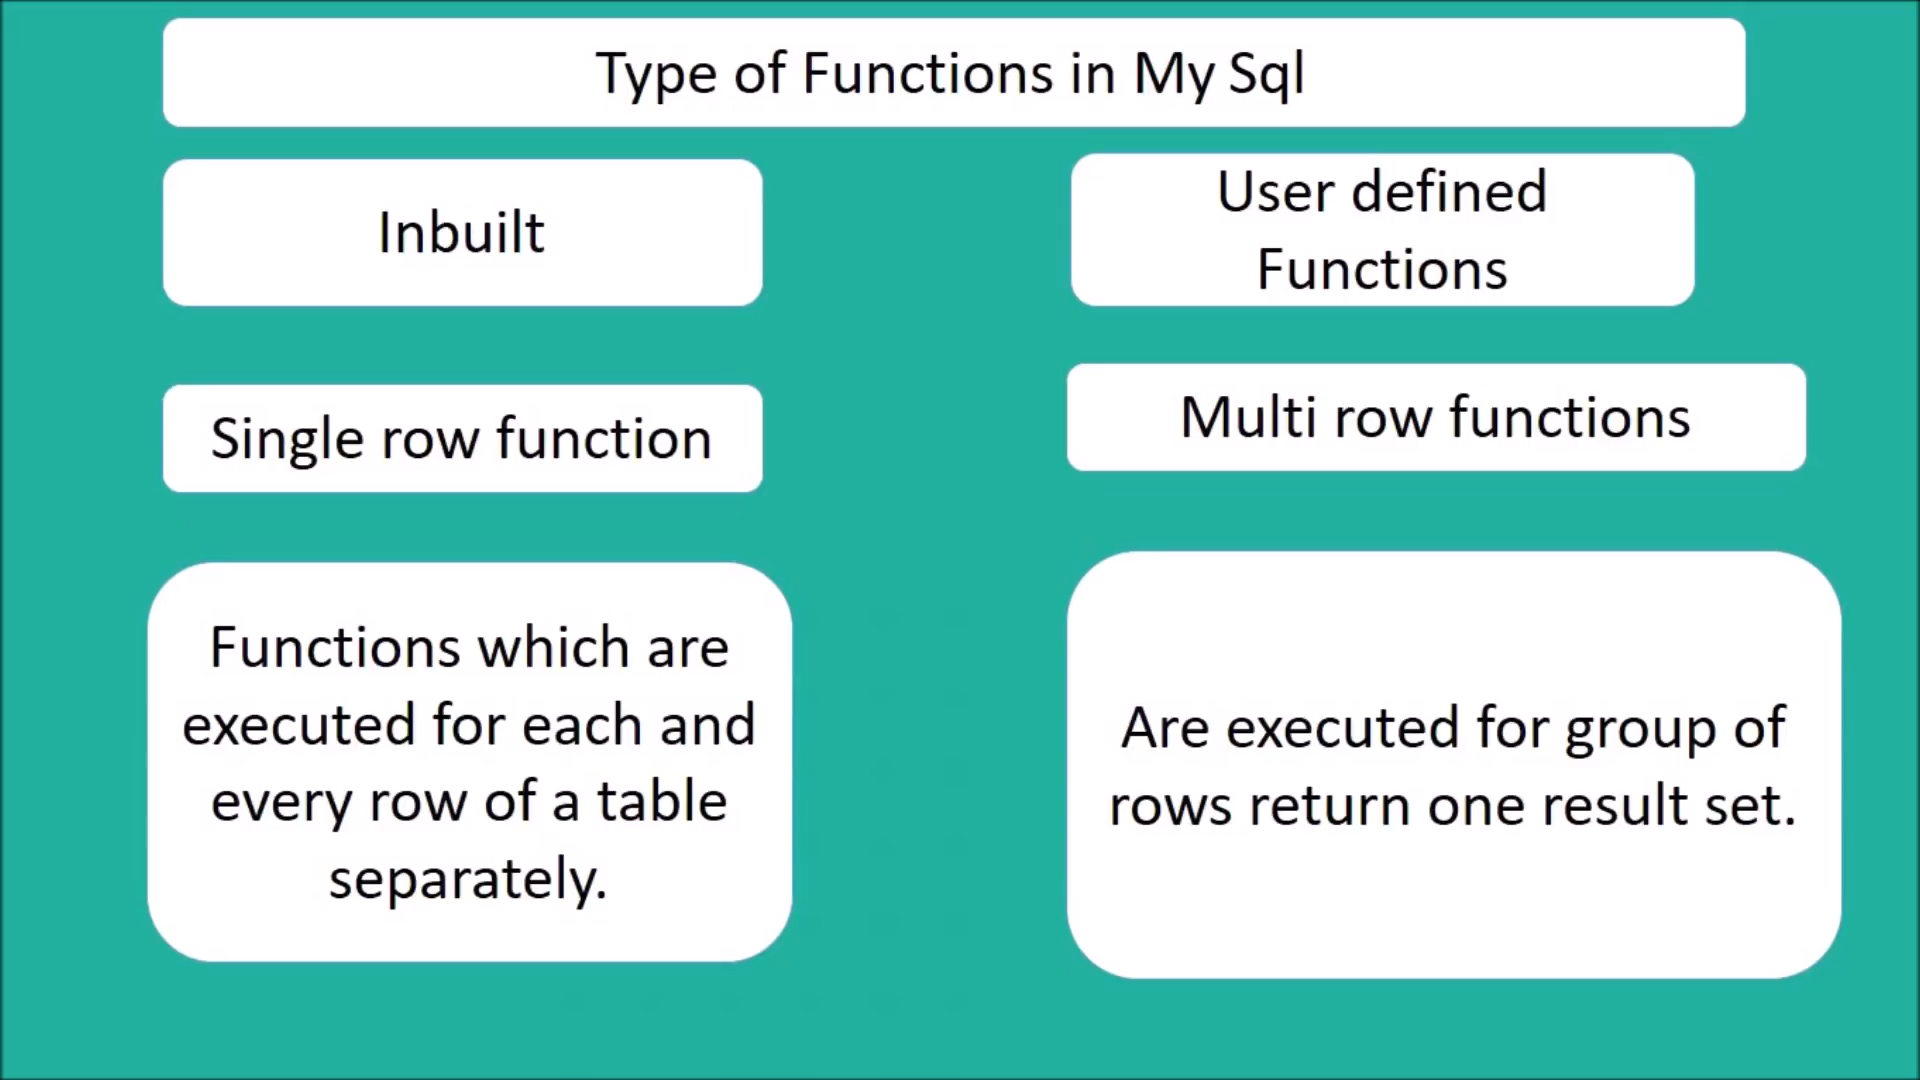 Type of Functions in My Sql
Inbuilt
User defined
Functions
Single row function
Multi row functions
Functions which are
executed for each and
every row of a table
separately.
Are executed for group of
rows return one result set.